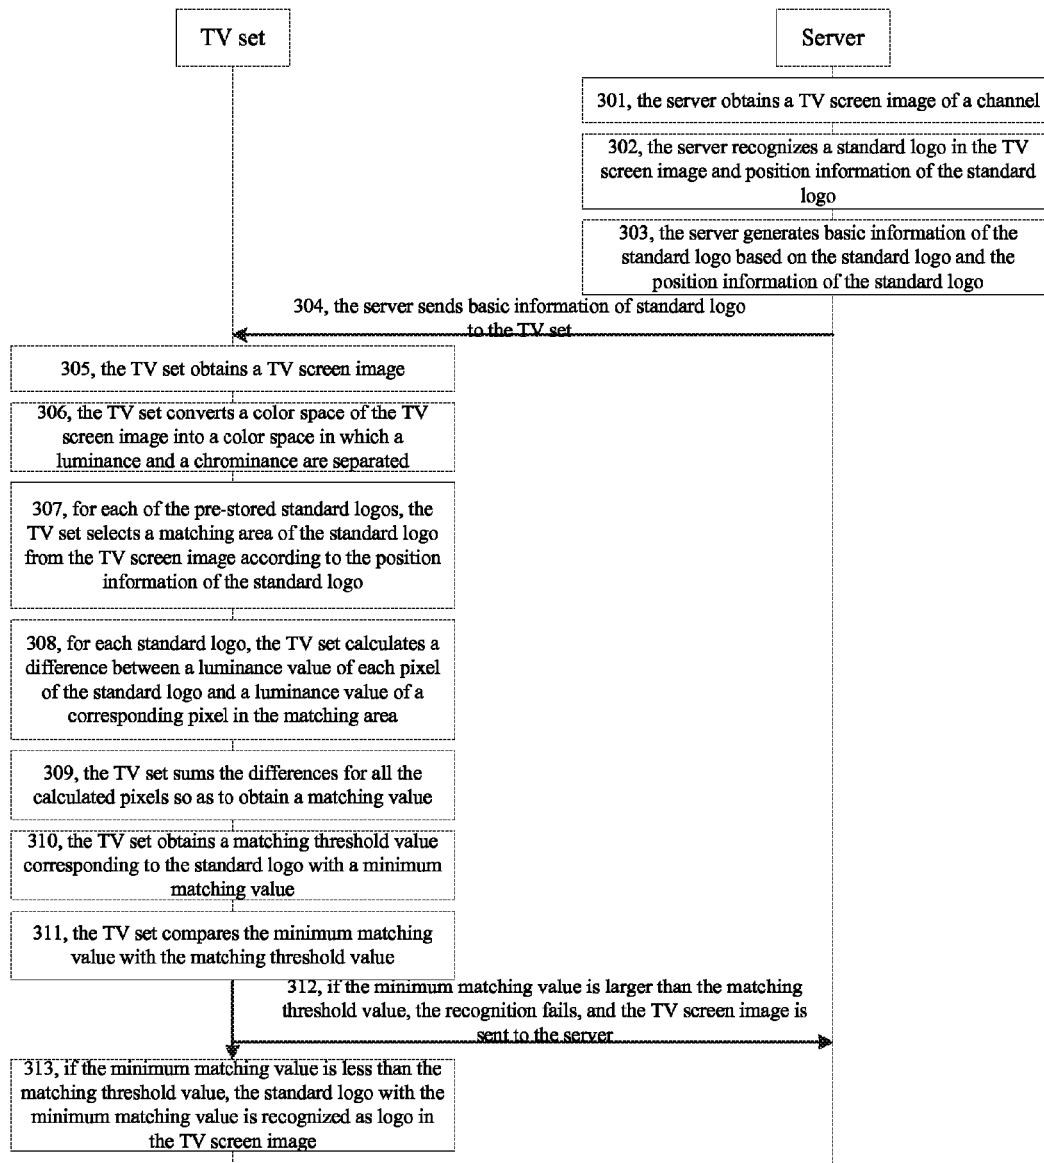 TV set
Server
301, the server obtains a TV screen image of a channel
302, the server recognizes a standard logo in the TV
screen image and position information of the standard
logo
303, the server generates basic information of the
standard logo based on the standard logo and the
position information of the standard logo
304, the server sends basic information of standard logo
to the TV set
305, the TV set obtains a TV screen image
306, the TV set converts a color space of the TV
screen image into a color space in which a
luminance and a chrominance are separated
307, for each of the pre-stored standard logos, the
TV set selects a matching area of the standard logo
from the TV screen image according to the position
information of the standard logo
308, for each standard logo, the TV set calculates a
difference between a luminance value of each pixel
of the standard logo and a luminance value of a
corresponding pixel in the matching area
309, the TV set sums the differences for all the
calculated pixels so as to obtain a matching value
310, the TV set obtains a matching threshold value
corresponding to the standard logo with a minimum
matching value
311, the TV set compares the minimum matching
value with the matching threshold value
312, if the minimum matching value is larger than the matching
threshold value, the recognition fails, and the TV screen image is
sent to the server
313, if the minimum matching value is less than the
matching threshold value, the standard logo with the
minimum matching value is recognized as logo in
the TV screen image